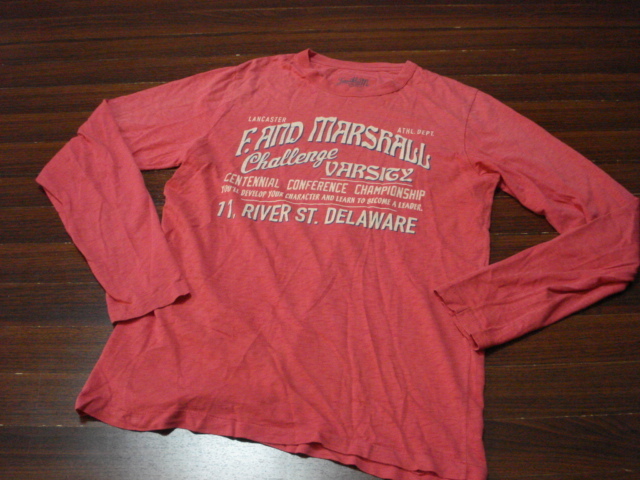 LANCASTER ATHL. DEPT.
F. AND MARSHALL
Challenge VARSITY
CENTENNIAL CONFERENCE CHAMPIONSHIP
YOU'LL DEVELOP YOUR CHARACTER AND LEARN TO BECOME A LEADER.
11, RIVER ST. DELAWARE